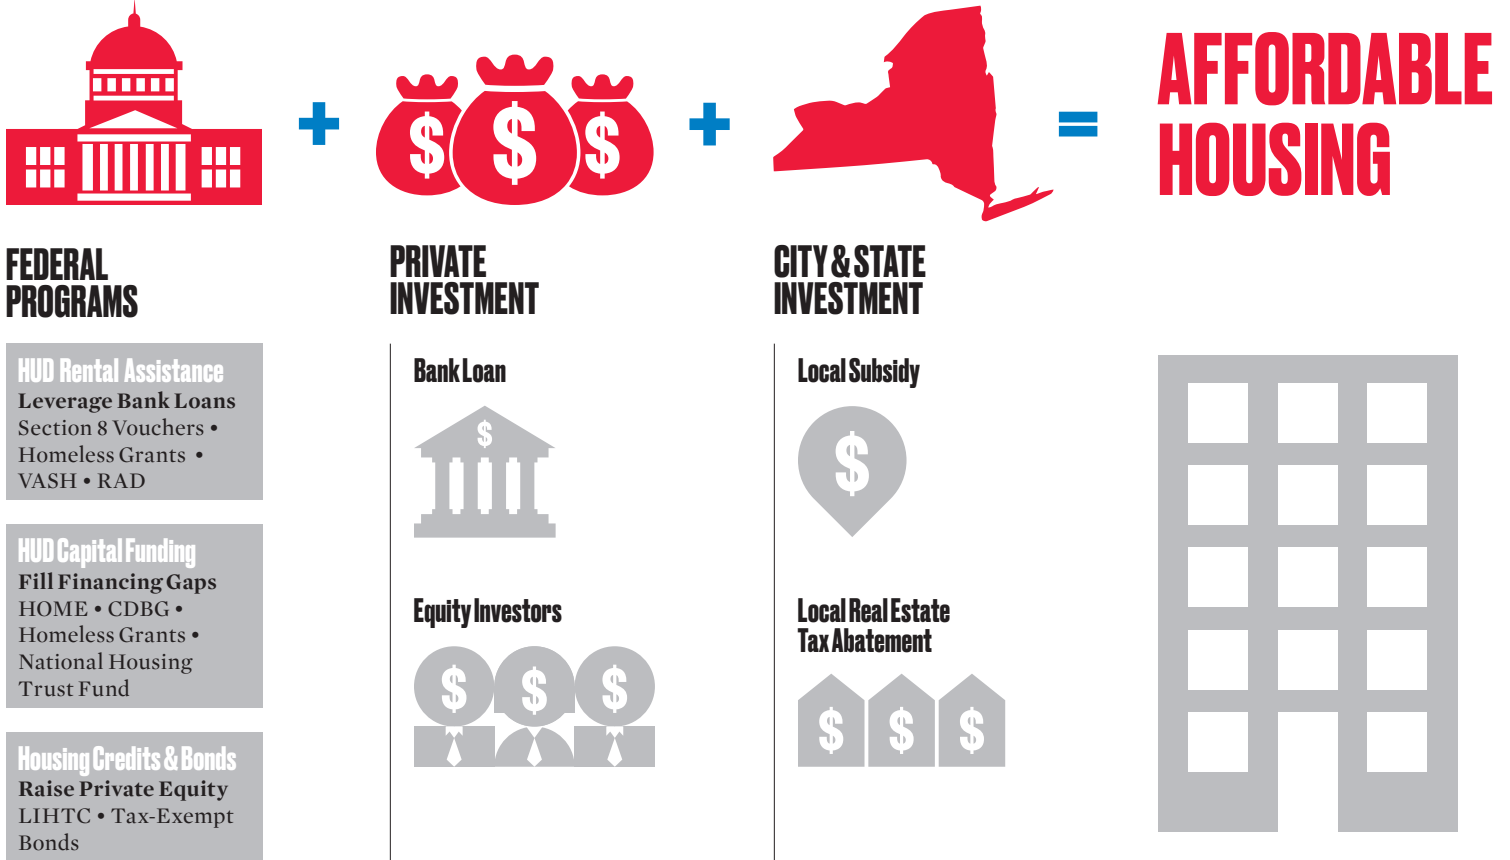 +
+
=
AFFORDABLE
HOUSING
$
$
$
FEDERAL
PROGRAMS
HUD Rental Assistance
Leverage Bank Loans
Section 8 Vouchers •
Homeless Grants •
VASH • RAD
HUD Capital Funding
Fill Financing Gaps
HOME • CDBG •
Homeless Grants •
National Housing
Trust Fund
Housing Credits & Bonds
Raise Private Equity
LIHTC • Tax-Exempt
Bonds
PRIVATE
INVESTMENT
Bank Loan
$
Equity Investors
$
$
$
CITY & STATE
INVESTMENT
Local Subsidy
$
Local Real Estate
Tax Abatement
$
$
$